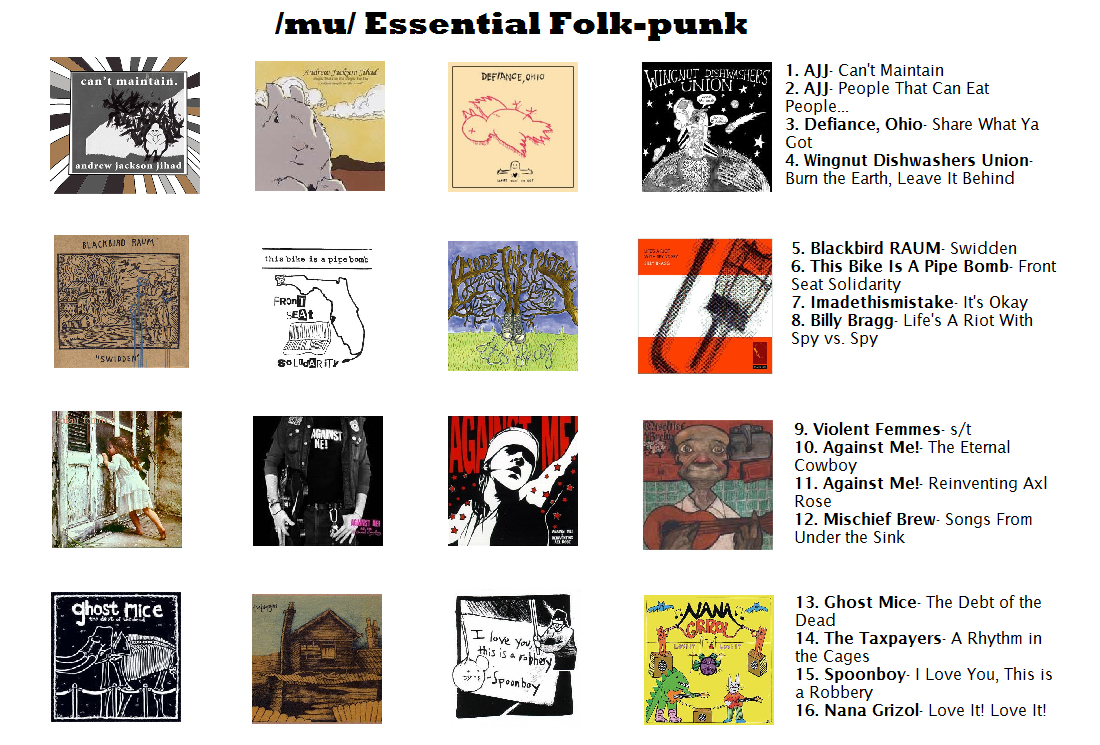 /mu/ Essential Folk-punk
can't maintain.
andrew jackson jihad
Andrew Jackson Jihad
DEFIANCE, OHIO
WINGNUT DISHWASHERS
UNION
1. AJJ- Can't Maintain
2. AJJ- People That Can Eat
People...
3. Defiance, Ohio- Share What Ya
Got
4. Wingnut Dishwashers Union-
Burn the Earth, Leave It Behind
BLACKBIRD RAUM
"SWIDDEN"
this bike is a pipe bomb
FRONT
SEAt
SOLIdARITY
5. Blackbird RAUM- Swidden
6. This Bike Is A Pipe Bomb- Front
Seat Solidarity
7. Imadethismistake- It's Okay
8. Billy Bragg- Life's A Riot With
Spy vs. Spy
AGAINST
ME!
AGAINST ME!
9. Violent Femmes- s/t
10. Against Me!- The Eternal
Cowboy
11. Against Me!- Reinventing Axl
Rose
12. Mischief Brew- Songs From
Under the Sink
ghost mice
the debt of the dead
I love you,
this is a robbery
-Spoonboy
NANA
GRIZOL
13. Ghost Mice- The Debt of the
Dead
14. The Taxpayers- A Rhythm in
the Cages
15. Spoonboy- I Love You, This is
a Robbery
16. Nana Grizol- Love It! Love It!